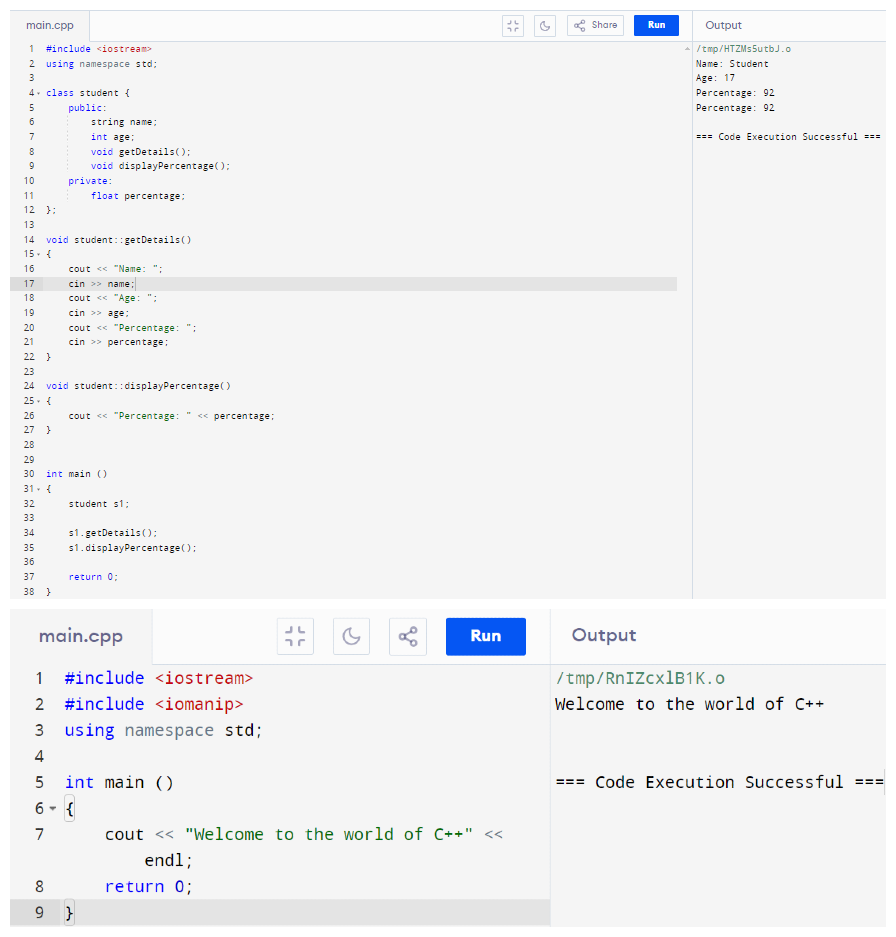 main.cpp
Share
Run
Output
1 #include <iostream>
2 using namespace std;
3
4 class student {
5     public:
6         string name;
7         int age;
8         void getDetails();
9         void displayPercentage();
10     private:
11         float percentage;
12 };
13
14 void student::getDetails()
15 {
16     cout << "Name: ";
17     cin >> name;
18     cout << "Age: ";
19     cin >> age;
20     cout << "Percentage: ";
21     cin >> percentage;
22 }
23
24 void student::displayPercentage()
25 {
26     cout << "Percentage: " << percentage;
27 }
28
29
30 int main ()
31 {
32     student s1;
33
34     s1.getDetails();
35     s1.displayPercentage();
36
37     return 0;
38 }
/tmp/HTZMs5utbJ.o
Name: Student
Age: 17
Percentage: 92
Percentage: 92
=== Code Execution Successful ===
main.cpp
Run
Output
1 #include <iostream>
2 #include <iomanip>
3 using namespace std;
4
5 int main ()
6 {
7     cout << "Welcome to the world of C++" <<
        endl;
8     return 0;
9 }
/tmp/RnIZcxlB1K.o
Welcome to the world of C++
=== Code Execution Successful ===